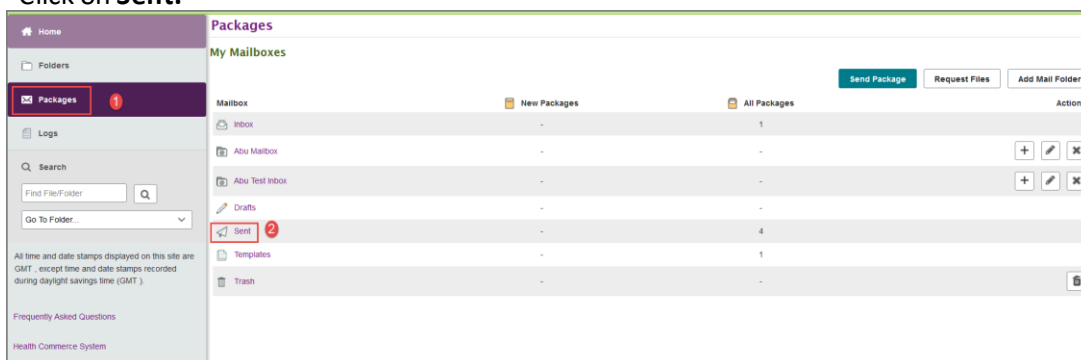 Click on Sent.
Home
Folders
Packages
1
Logs
Search
Find File/Folder
Go To Folder...
All time and date stamps displayed on this site are
GMT , except time and date stamps recorded
during daylight savings time (GMT ).
Frequently Asked Questions
Health Commerce System
Packages
My Mailboxes
Send Package Request Files Add Mail Folder
Mailbox New Packages All Packages Action
Inbox - 1
Abu Mailbox - -
Abu Test Inbox - -
Drafts - -
Sent 2 - 4
Templates - 1
Trash - -